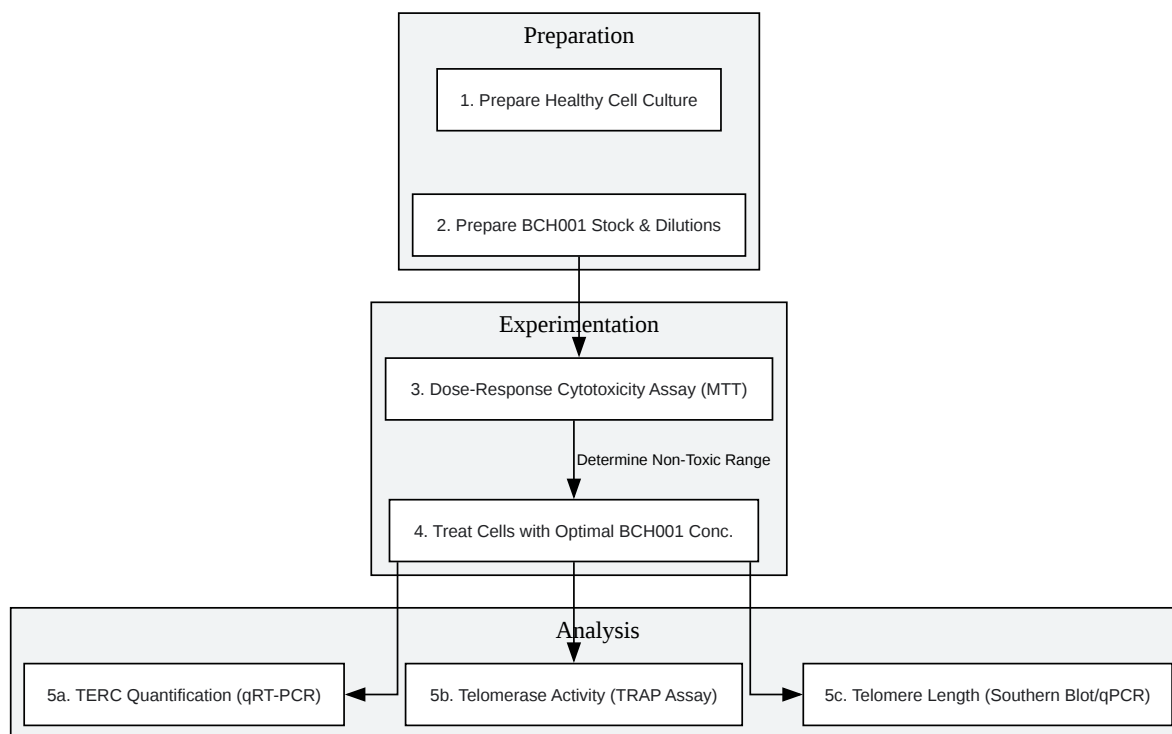 Preparation
1. Prepare Healthy Cell Culture
2. Prepare BCH001 Stock & Dilutions
Experimentation
3. Dose-Response Cytotoxicity Assay (MTT)
Determine Non-Toxic Range
4. Treat Cells with Optimal BCH001 Conc.
Analysis
5a. TERC Quantification (qRT-PCR)
5b. Telomerase Activity (TRAP Assay)
5c. Telomere Length (Southern Blot/qPCR)